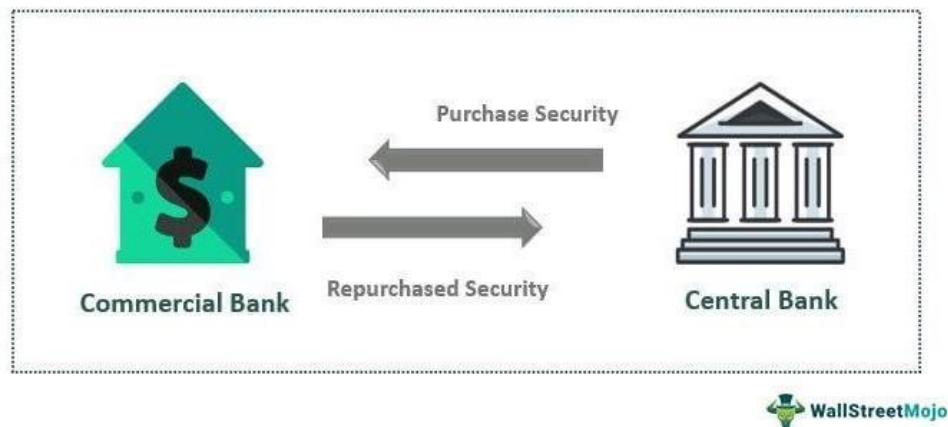 Purchase Security
$
Repurchased Security
Commercial Bank
Central Bank
WallStreetMojo